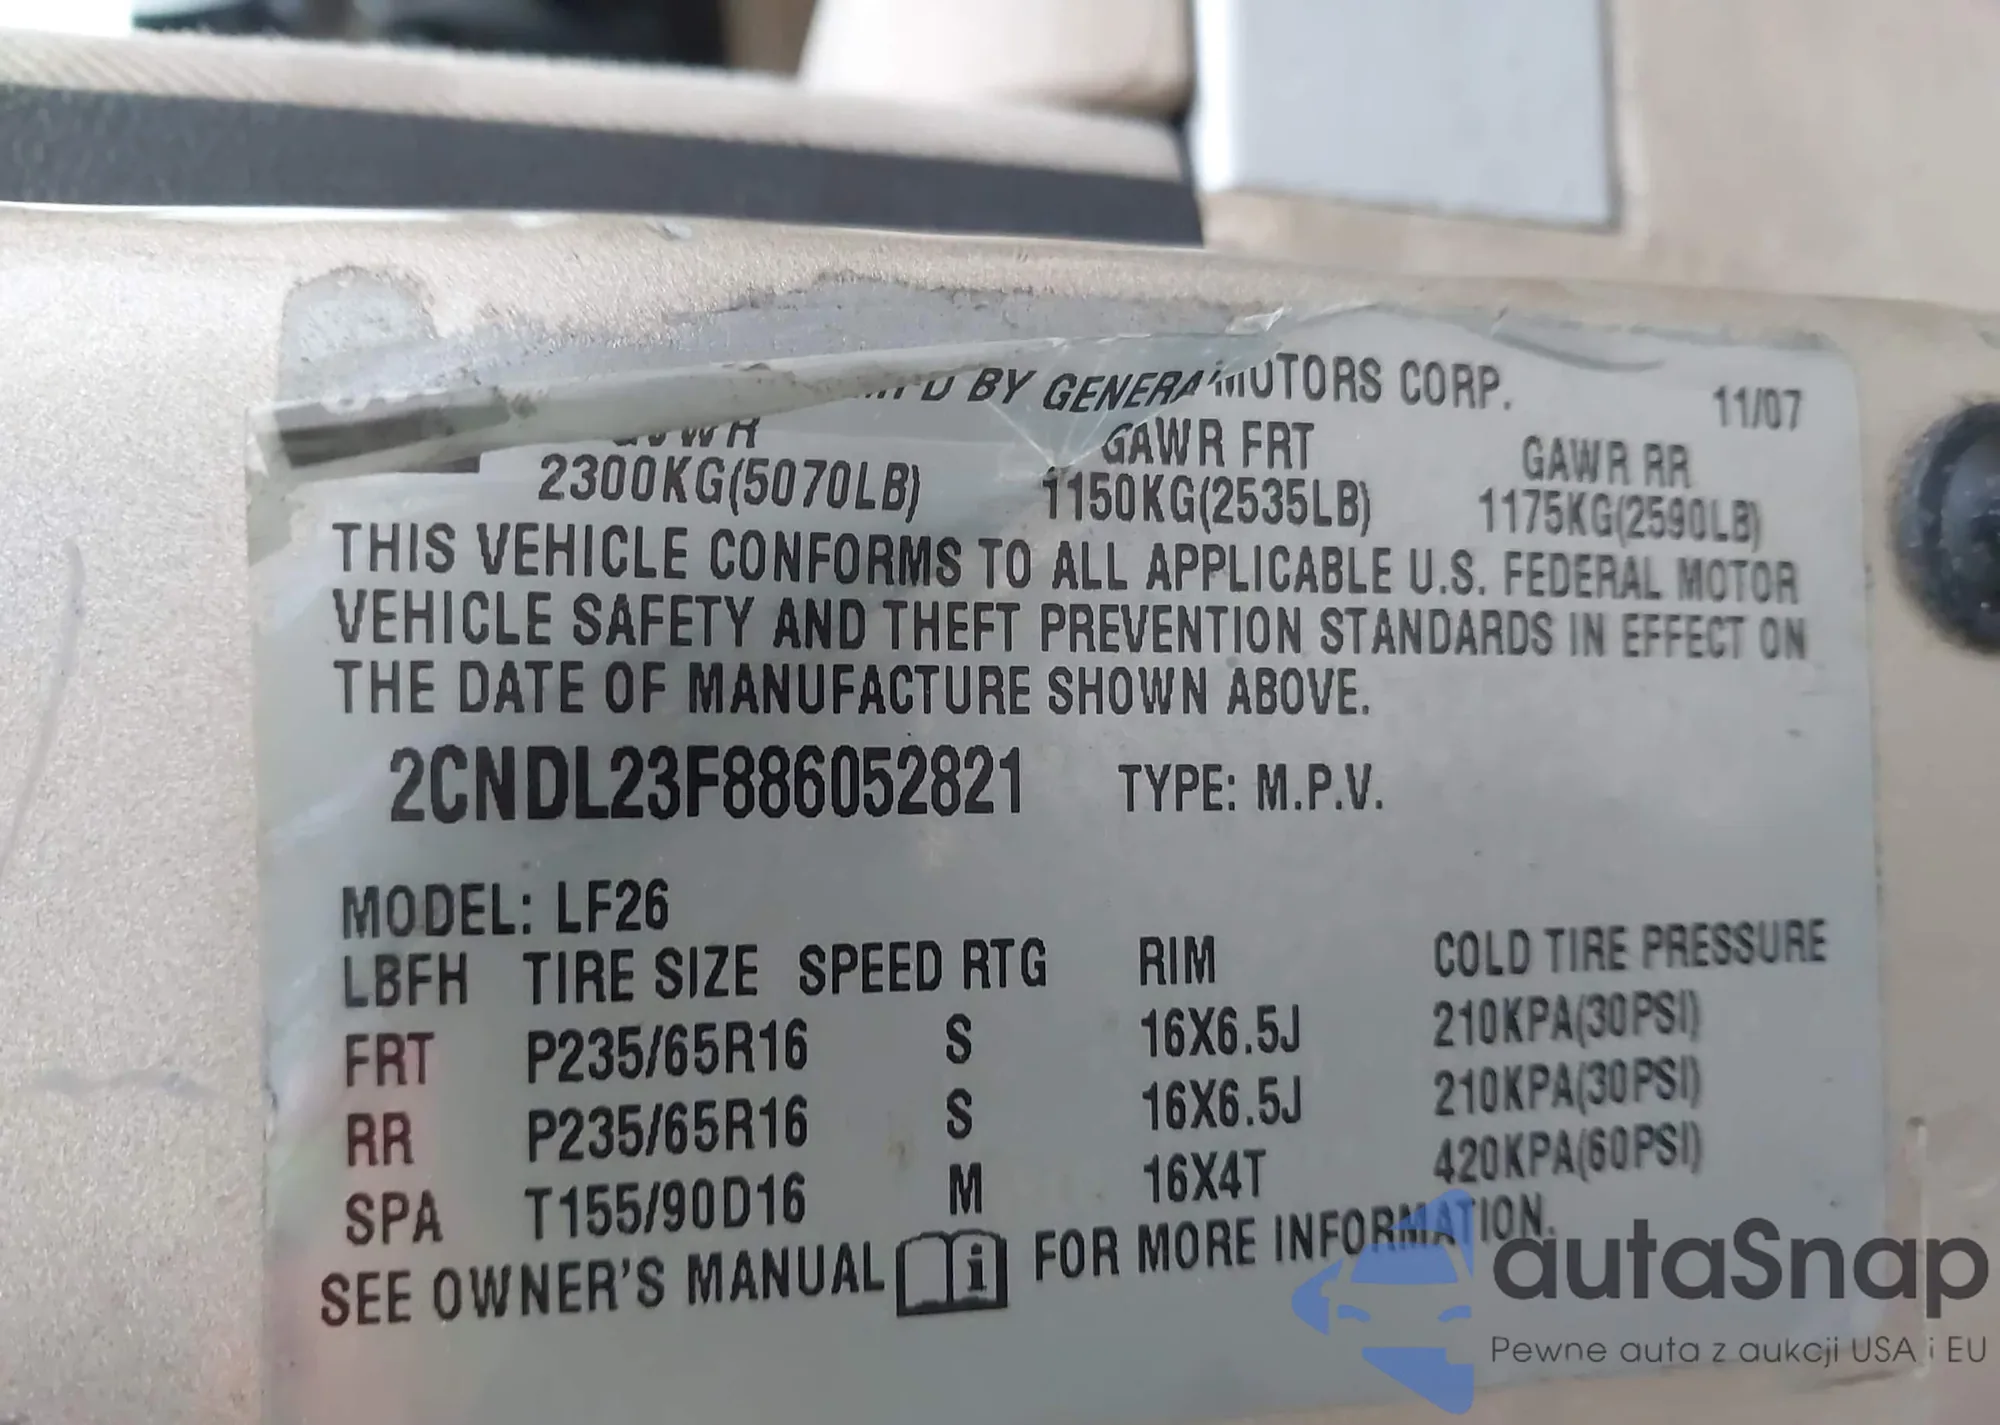 BY GENERAL MOTORS CORP. 11/07
GVWR GAWR FRT GAWR RR
2300KG(5070LB) 1150KG(2535LB) 1175KG(2590LB)
THIS VEHICLE CONFORMS TO ALL APPLICABLE U.S. FEDERAL MOTOR
VEHICLE SAFETY AND THEFT PREVENTION STANDARDS IN EFFECT ON
THE DATE OF MANUFACTURE SHOWN ABOVE.
2CNDL23F886052821 TYPE: M.P.V.
MODEL: LF26
LBFH TIRE SIZE SPEED RTG RIM COLD TIRE PRESSURE
FRT P235/65R16 S 16X6.5J 210KPA(30PSI)
RR P235/65R16 S 16X6.5J 210KPA(30PSI)
SPA T155/90D16 M 16X4T 420KPA(60PSI)
SEE OWNER'S MANUAL i FOR MORE INFORMATION.
autaSnap
Pewne auta z aukcji USA i EU